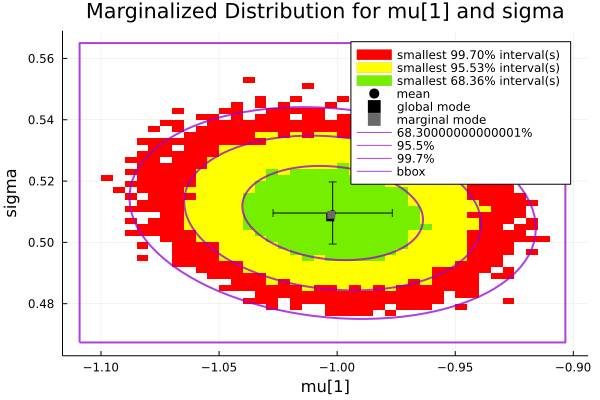 Marginalized Distribution for mu[1] and sigma
smallest 99.70% interval(s)
smallest 95.53% interval(s)
smallest 68.36% interval(s)
mean
global mode
marginal mode
68.30000000000001%
95.5%
99.7%
bbox
sigma
0.56
0.54
0.52
0.50
0.48
−1.10
−1.05
−1.00
−0.95
−0.90
mu[1]